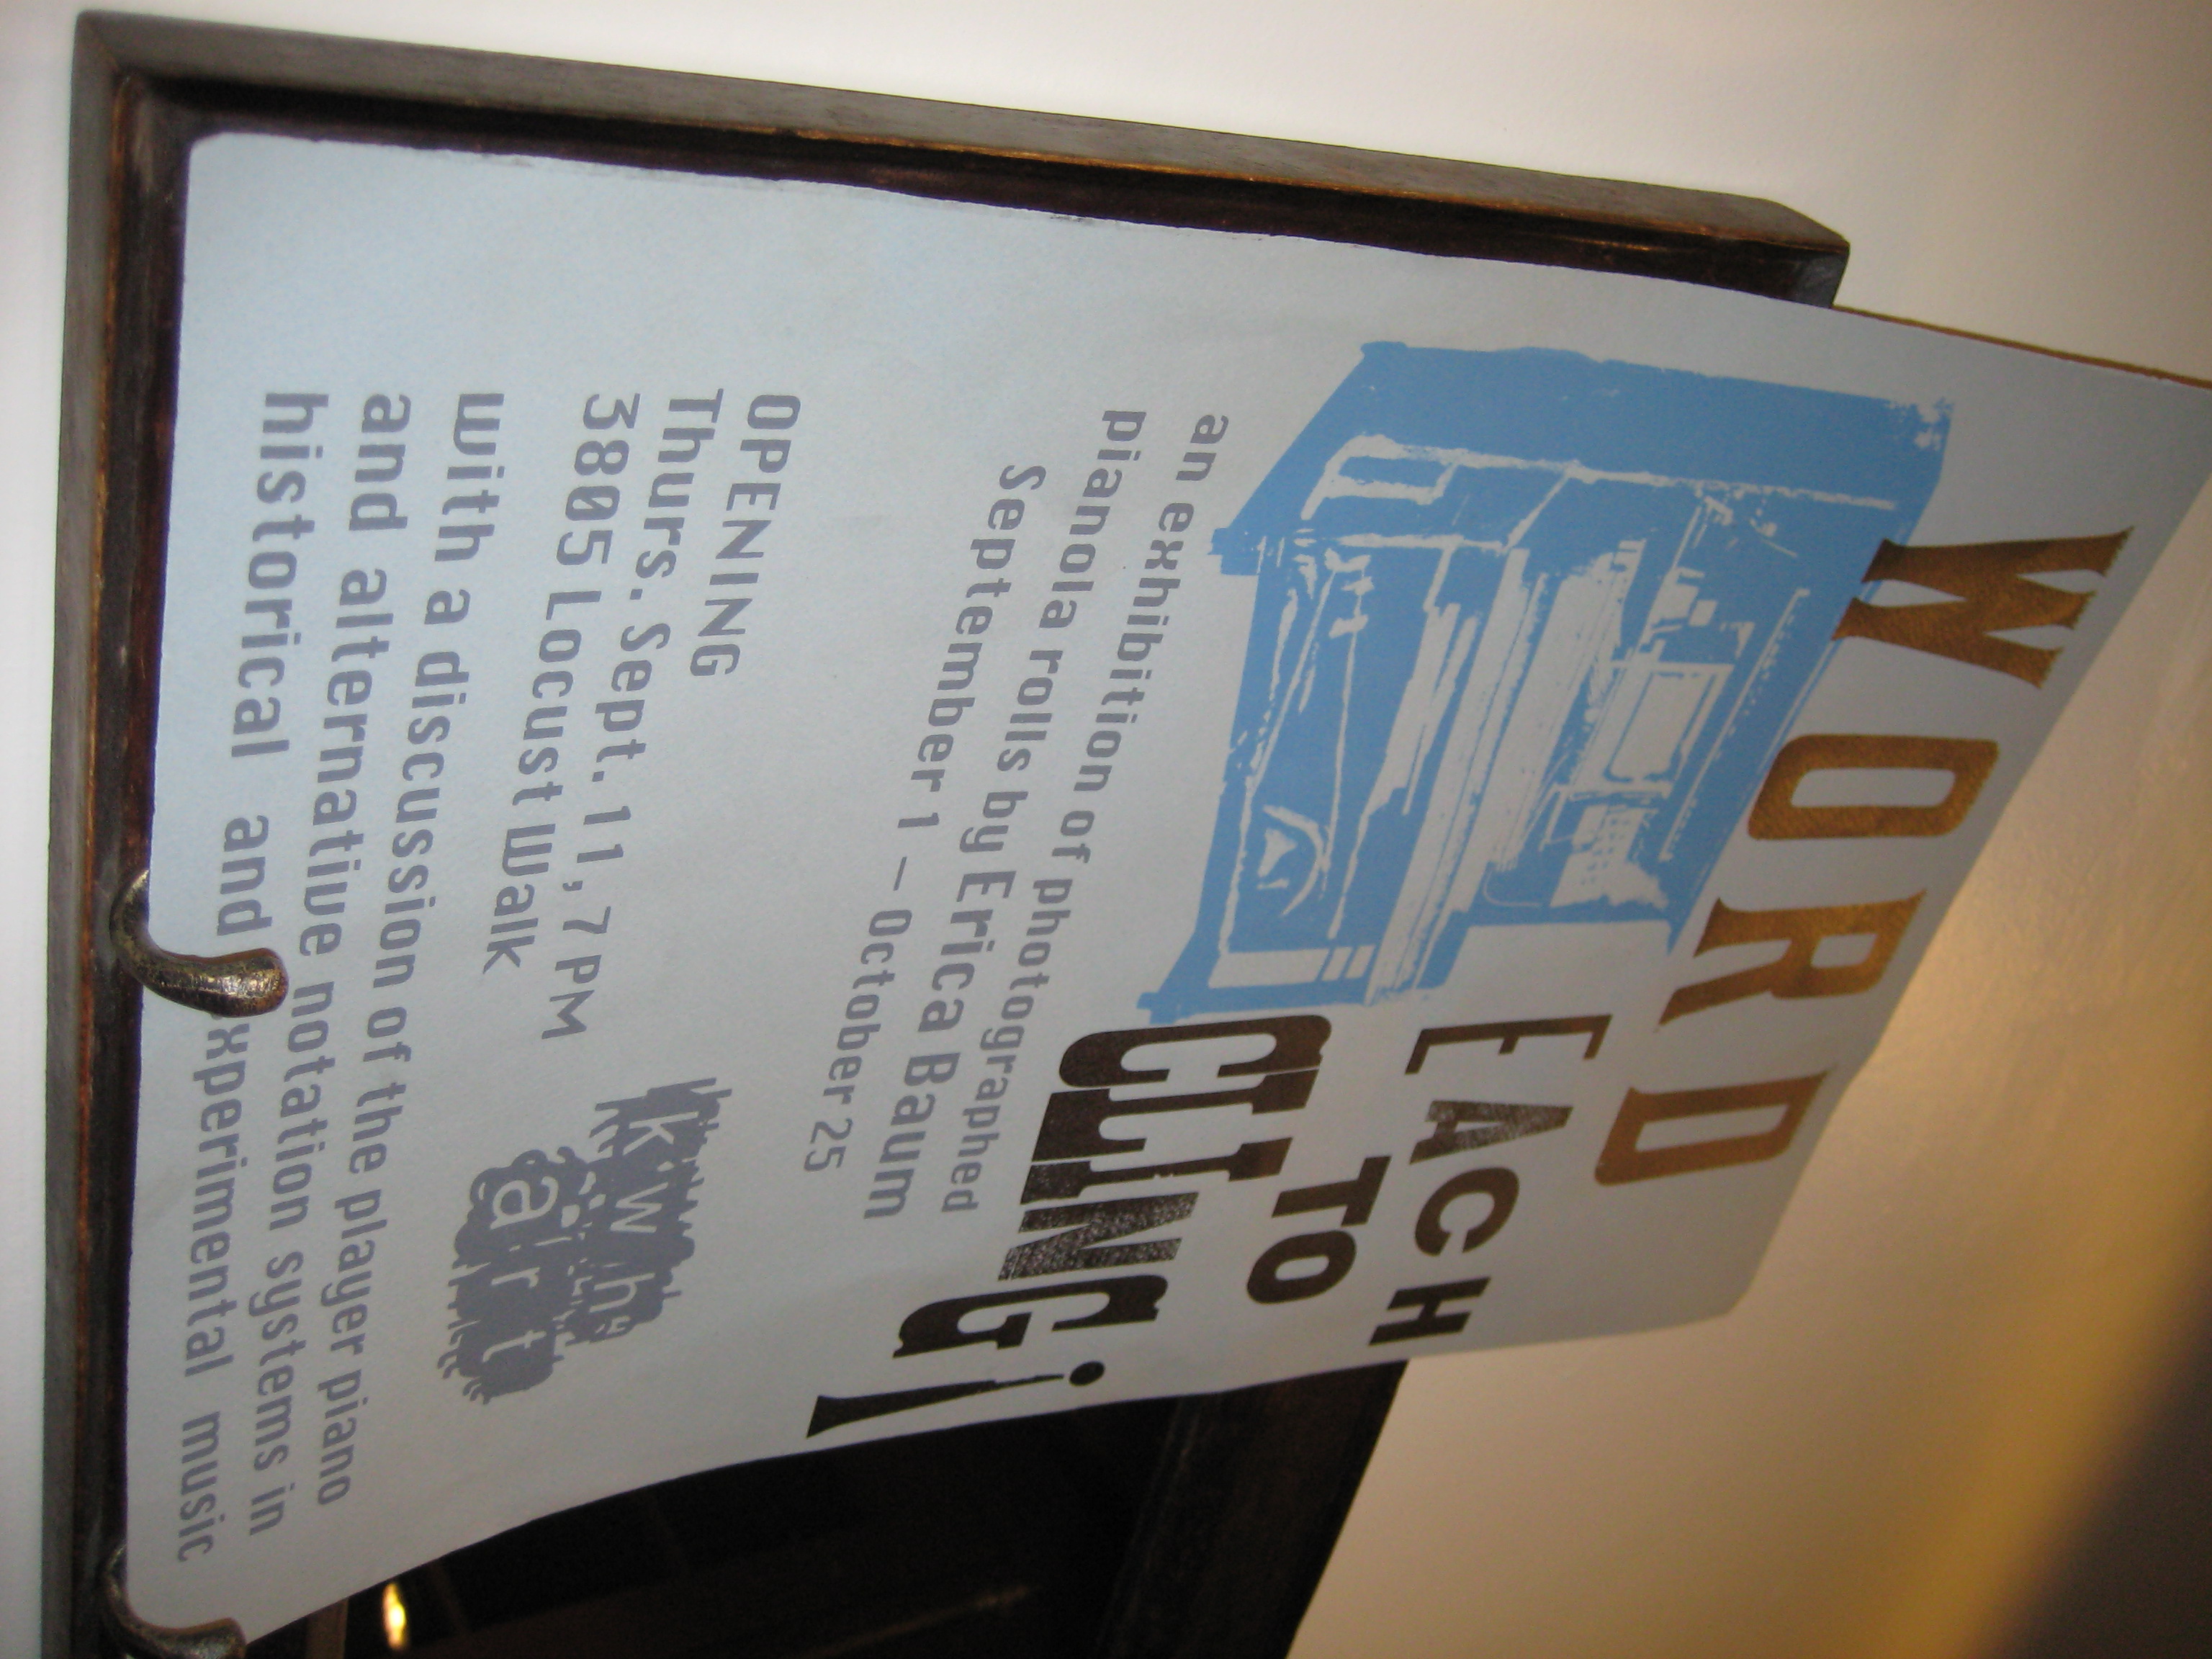 WORD
EACH
TO
CLING!
an exhibition of photographed
pianola rolls by Erica Baum
September 1 – October 25
OPENING
Thurs. Sept. 11, 7 PM
3805 Locust Walk
kwh
art
with a discussion of the player piano
and alternative notation systems in
historical and experimental music